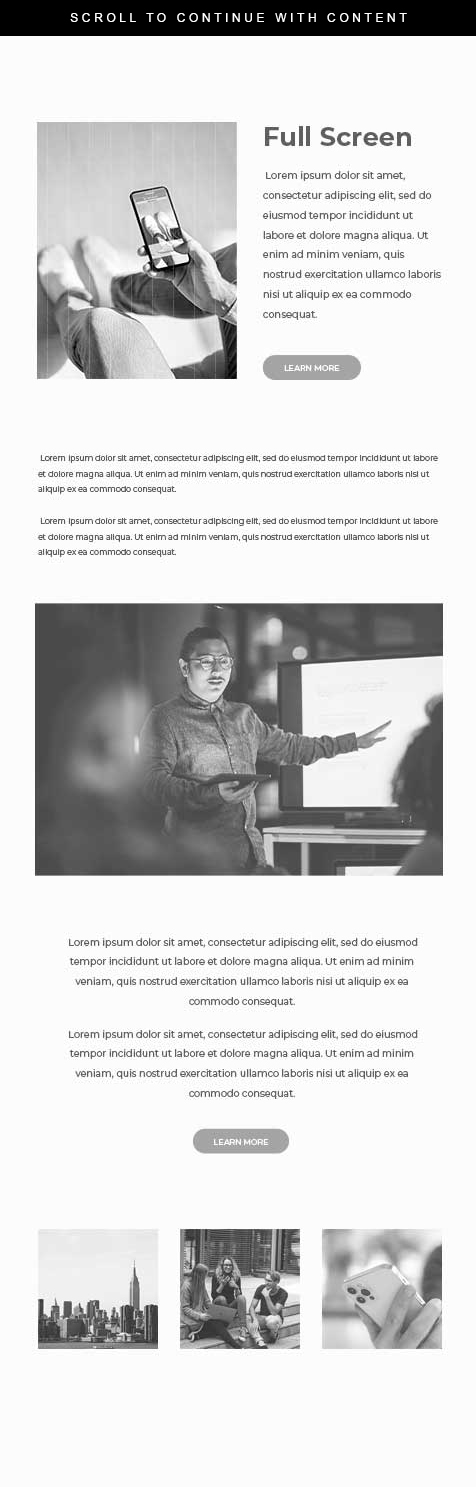 SCROLL TO CONTINUE WITH CONTENT
Full Screen
Lorem ipsum dolor sit amet,
consectetur adipiscing elit, sed do
eiusmod tempor incididunt ut
labore et dolore magna aliqua. Ut
enim ad minim veniam, quis
nostrud exercitation ullamco laboris
nisi ut aliquip ex ea commodo
consequat.
LEARN MORE
Lorem ipsum dolor sit amet, consectetur adipiscing elit, sed do eiusmod tempor incididunt ut labore
et dolore magna aliqua. Ut enim ad minim veniam, quis nostrud exercitation ullamco laboris nisi ut
aliquip ex ea commodo consequat.
Lorem ipsum dolor sit amet, consectetur adipiscing elit, sed do eiusmod tempor incididunt ut labore
et dolore magna aliqua. Ut enim ad minim veniam, quis nostrud exercitation ullamco laboris nisi ut
aliquip ex ea commodo consequat.
Lorem ipsum dolor sit amet, consectetur adipiscing elit, sed do eiusmod
tempor incididunt ut labore et dolore magna aliqua. Ut enim ad minim
veniam, quis nostrud exercitation ullamco laboris nisi ut aliquip ex ea
commodo consequat.
Lorem ipsum dolor sit amet, consectetur adipiscing elit, sed do eiusmod
tempor incididunt ut labore et dolore magna aliqua. Ut enim ad minim
veniam, quis nostrud exercitation ullamco laboris nisi ut aliquip ex ea
commodo consequat.
LEARN MORE